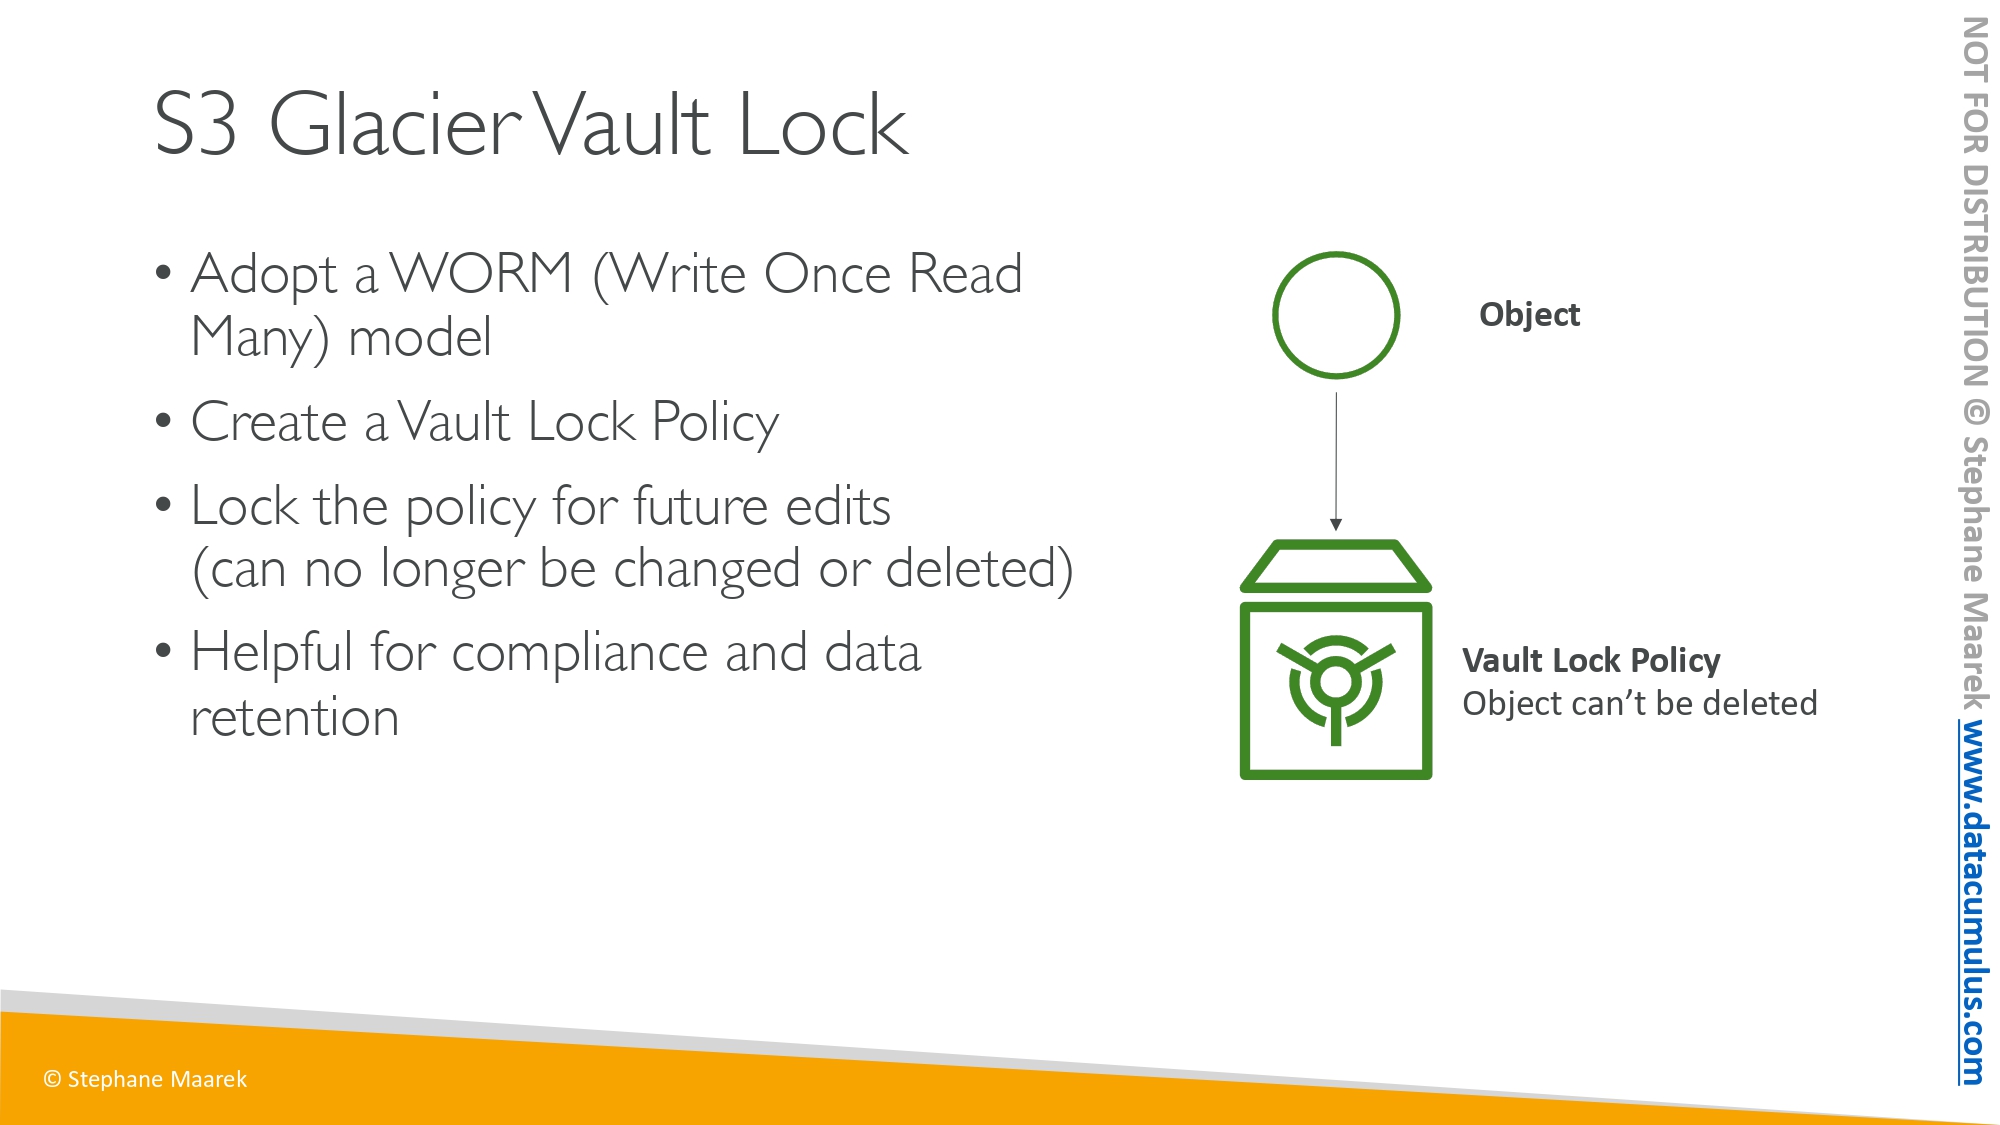 S3 Glacier Vault Lock
• Adopt a WORM (Write Once Read
Many) model
• Create a Vault Lock Policy
• Lock the policy for future edits
(can no longer be changed or deleted)
• Helpful for compliance and data
retention
Object
Vault Lock Policy
Object can’t be deleted
© Stephane Maarek
NOT FOR DISTRIBUTION © Stephane Maarek www.datacumulus.com